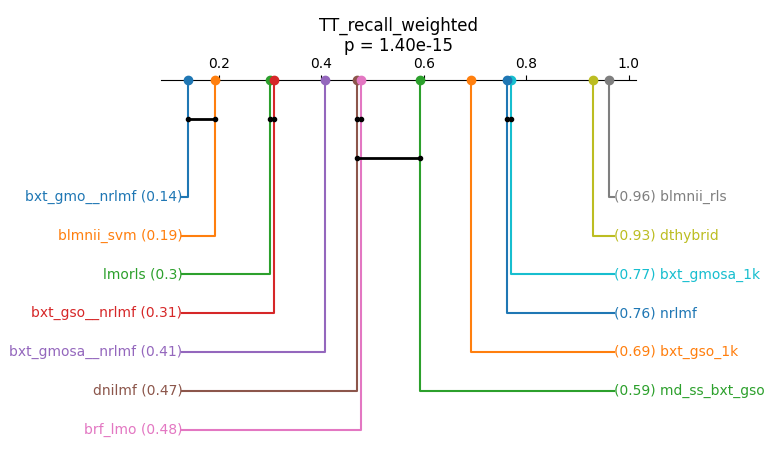 TT_recall_weighted
p = 1.40e-15
0.2 0.4 0.6 0.8 1.0
bxt_gmo__nrlmf (0.14)
(0.96) blmnii_rls
blmnii_svm (0.19)
(0.93) dthybrid
lmorls (0.3)
(0.77) bxt_gmosa_1k
bxt_gso__nrlmf (0.31)
(0.76) nrlmf
bxt_gmosa__nrlmf (0.41)
(0.69) bxt_gso_1k
dnilmf (0.47)
(0.59) md_ss_bxt_gso
brf_lmo (0.48)